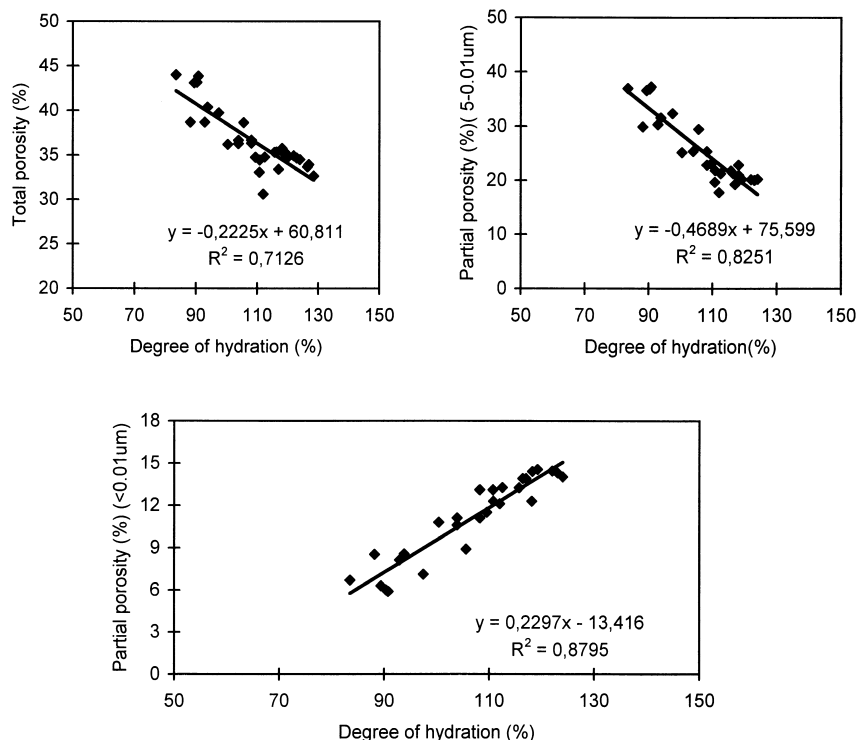 Total porosity (%)
50
45
40
35
30
25
20
y = -0,2225x + 60,811
R² = 0,7126
50 70 90 110 130 150
Degree of hydration (%)
Partial porosity (%)( 5-0.01um)
50
40
30
20
10
0
y = -0,4689x + 75,599
R² = 0,8251
50 70 90 110 130 150
Degree of hydration(%)
Partial porosity (%) (<0.01um)
18
15
12
9
6
3
0
y = 0,2297x - 13,416
R² = 0,8795
50 70 90 110 130 150
Degree of hydration (%)